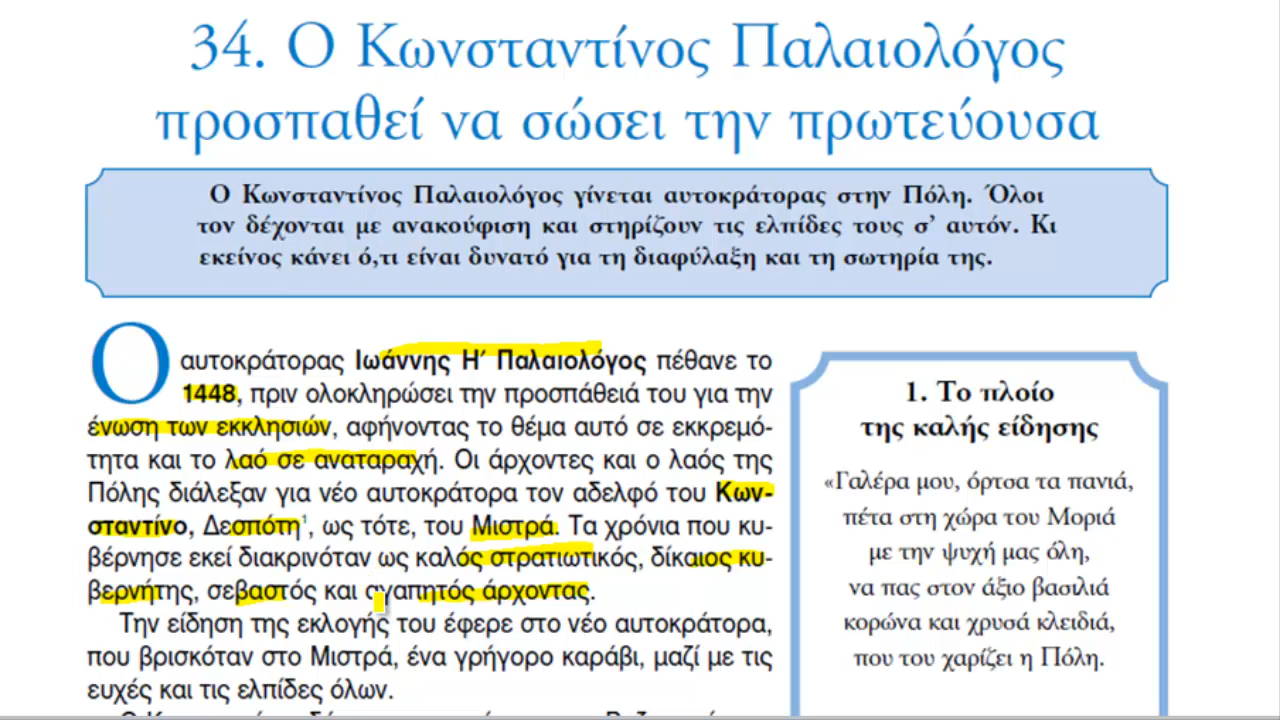 34. Ο Κωνσταντίνος Παλαιολόγος
προσπαθεί να σώσει την πρωτεύουσα
Ο Κωνσταντίνος Παλαιολόγος γίνεται αυτοκράτορας στην Πόλη. Όλοι
τον δέχονται με ανακούφιση και στηρίζουν τις ελπίδες τους σ’ αυτόν. Κι
εκείνος κάνει ό,τι είναι δυνατό για τη διαφύλαξη και τη σωτηρία της.
Ο αυτοκράτορας Ιωάννης Η΄ Παλαιολόγος πέθανε το
1448, πριν ολοκληρώσει την προσπάθειά του για την
ένωση των εκκλησιών, αφήνοντας το θέμα αυτό σε εκκρεμό-
τητα και το λαό σε αναταραχή. Οι άρχοντες και ο λαός της
Πόλης διάλεξαν για νέο αυτοκράτορα τον αδελφό του Κων-
σταντίνο, Δεσπότη¹, ως τότε, του Μιστρά. Τα χρόνια που κυ-
βέρνησε εκεί διακρινόταν ως καλός στρατιωτικός, δίκαιος κυ-
βερνήτης, σεβαστός και αγαπητός άρχοντας.
Την είδηση της εκλογής του έφερε στο νέο αυτοκράτορα,
που βρισκόταν στο Μιστρά, ένα γρήγορο καράβι, μαζί με τις
ευχές και τις ελπίδες όλων.
1. Το πλοίο
της καλής είδησης
«Γαλέρα μου, όρτσα τα πανιά,
πέτα στη χώρα του Μοριά
με την ψυχή μας όλη,
να πας στον άξιο βασιλιά
κορώνα και χρυσά κλειδιά,
που του χαρίζει η Πόλη.